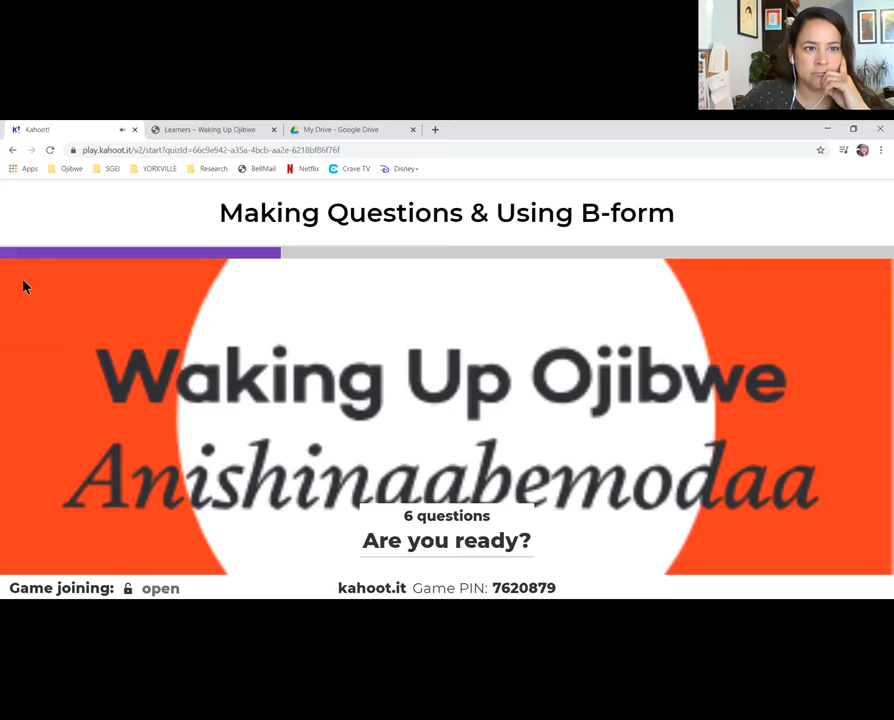 Kahoot!
Learners – Waking Up Ojibwe
My Drive - Google Drive
play.kahoot.it/v2/start?quizId=66c9e942-a35a-4bcb-aa2e-6218bf86f76f
Apps Ojibwe SGEI YORKVILLE Research BellMail Netflix Crave TV Disney+
Making Questions & Using B-form
Waking Up Ojibwe
Anishinaabemodaa
6 questions
Are you ready?
Game joining: open kahoot.it Game PIN: 7620879